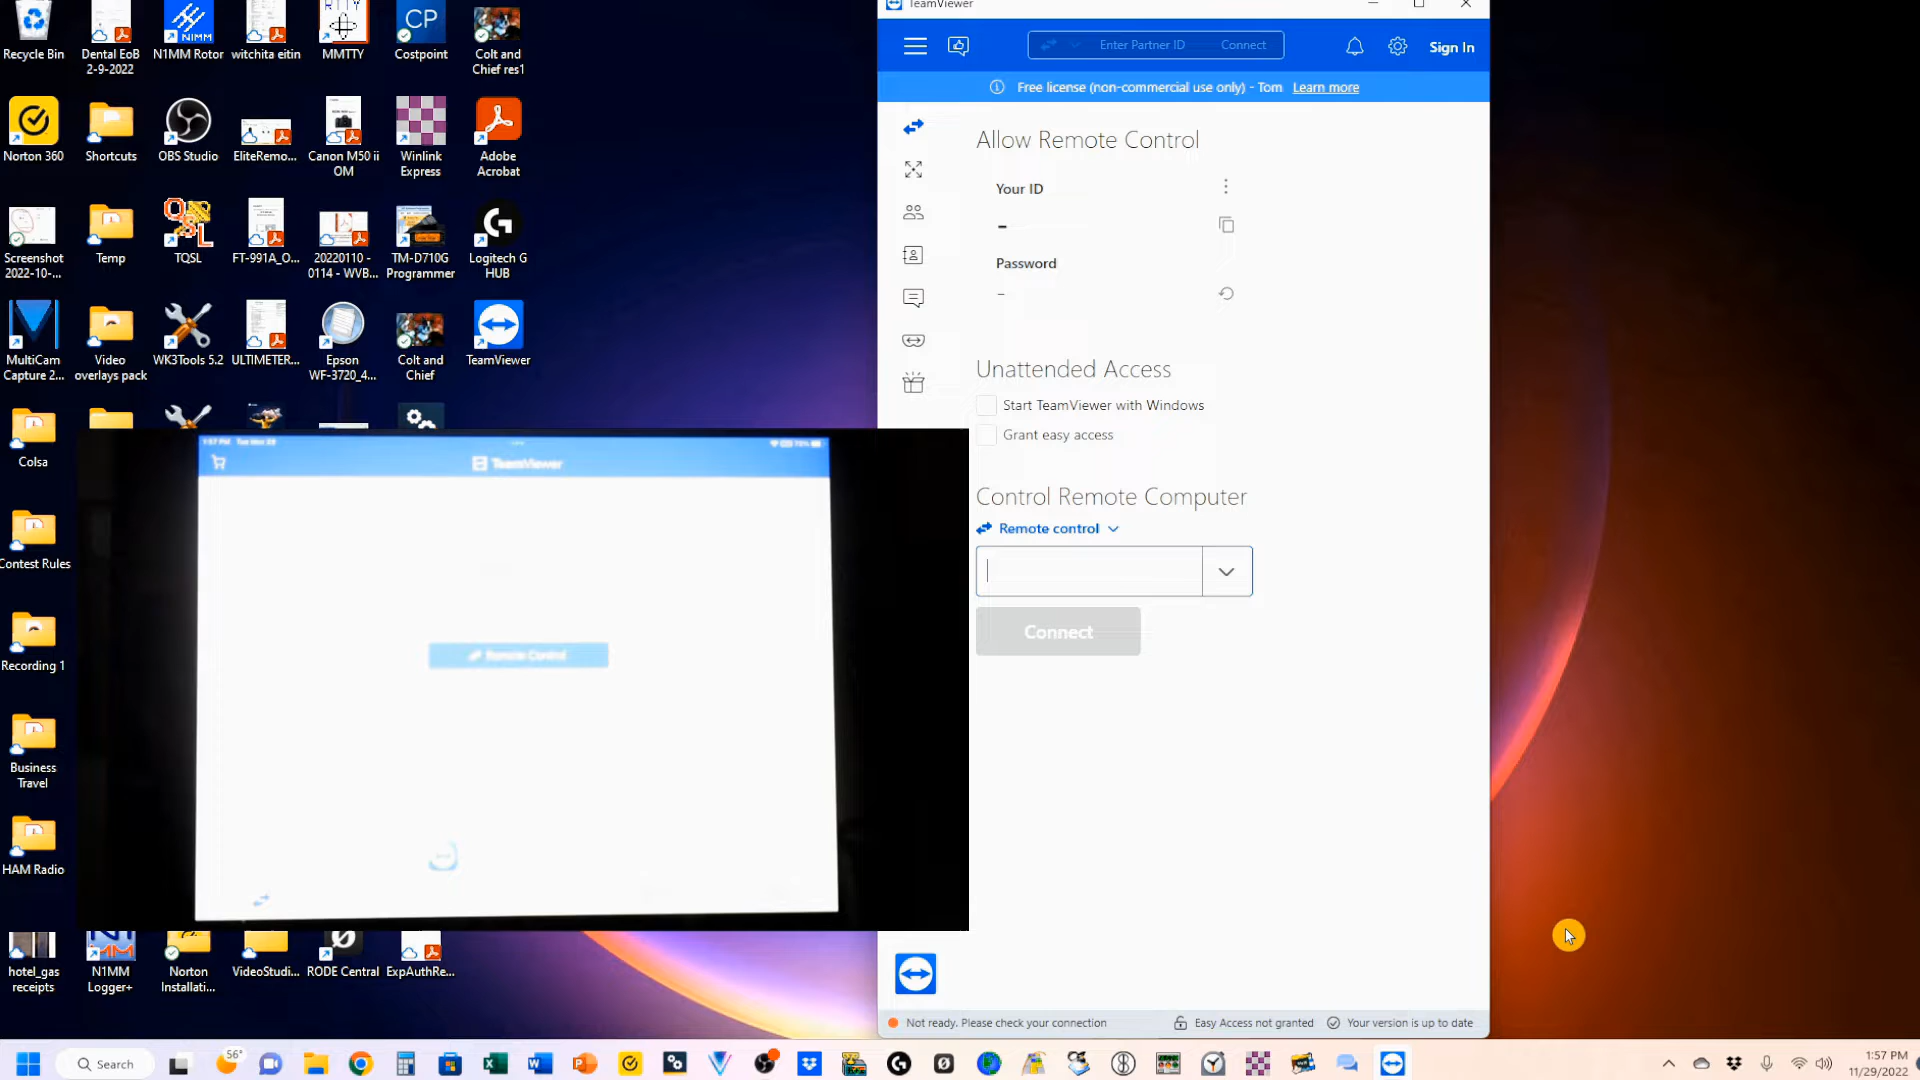 Recycle Bin
Dental EoB
2-9-2022
N1MM Rotor
witchita eitin
MMTTY
Costpoint
Colt and
Chief res1
Norton 360
Shortcuts
OBS Studio
EliteRemo...
Canon M50 ii
OM
Winlink
Express
Adobe
Acrobat
Screenshot
2022-10-...
Temp
TQSL
FT-991A_O...
20220110 -
0114 - WVB...
TM-D710G
Programmer
Logitech G
HUB
MultiCam
Capture 2...
Video
overlays pack
WK3Tools 5.2
ULTIMETER...
Epson
WF-3720_4...
Colt and
Chief
TeamViewer
Colsa
Contest Rules
Recording 1
Business
Travel
HAM Radio
hotel_gas
receipts
N1MM
Logger+
Norton
Installati...
VideoStudi...
RODE Central
ExpAuthRe...
1:57 PM
TeamViewer
Remote Control
TeamViewer
Enter Partner ID
Connect
Sign In
Free license (non-commercial use only) - Tom
Learn more
Allow Remote Control
Your ID
-
Password
-
Unattended Access
Start TeamViewer with Windows
Grant easy access
Control Remote Computer
Remote control
Connect
Not ready. Please check your connection
Easy Access not granted
Your version is up to date
56°
Search
1:57 PM
11/29/2022